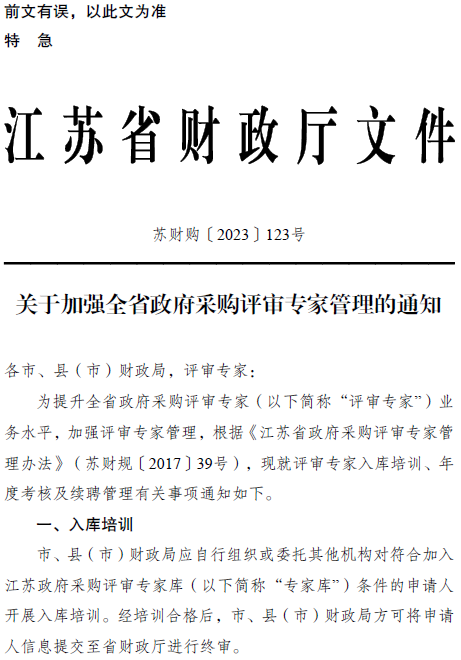 前文有误，以此文为准
特　急
江苏省财政厅文件
苏财购〔2023〕123号
关于加强全省政府采购评审专家管理的通知
各市、县（市）财政局，评审专家：
为提升全省政府采购评审专家（以下简称“评审专家”）业
务水平，加强评审专家管理，根据《江苏省政府采购评审专家管
理办法》（苏财规〔2017〕39号），现就评审专家入库培训、年
度考核及续聘管理有关事项通知如下。
一、入库培训
市、县（市）财政局应自行组织或委托其他机构对符合加入
江苏政府采购评审专家库（以下简称“专家库”）条件的申请人
开展入库培训。经培训合格后，市、县（市）财政局方可将申请
人信息提交至省财政厅进行终审。